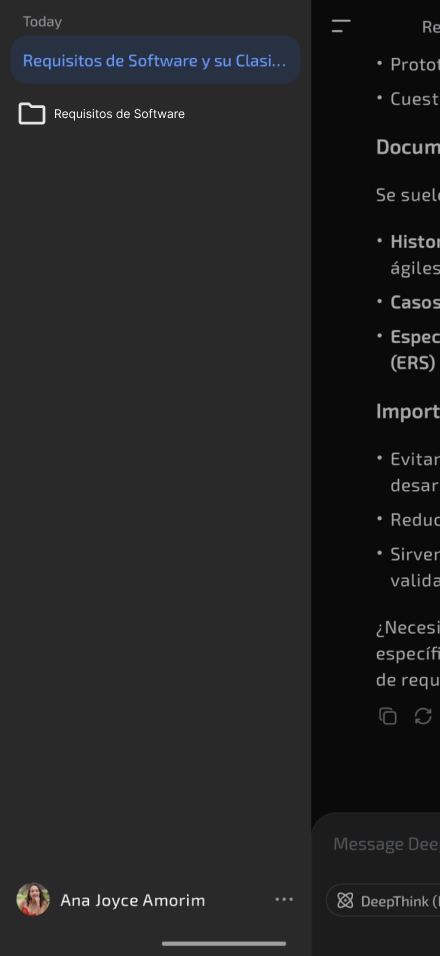 Today
Requisitos de Software y su Clasi...
Requisitos de Software
Ana Joyce Amorim
Re
• Protot
• Cuest
Docum
Se suel
• Histor
ágiles
• Casos
• Espec
(ERS)
Import
• Evitar
desar
• Reduc
• Sirver
valida
¿Necesi
específi
de requ
Message Dee
DeepThink (